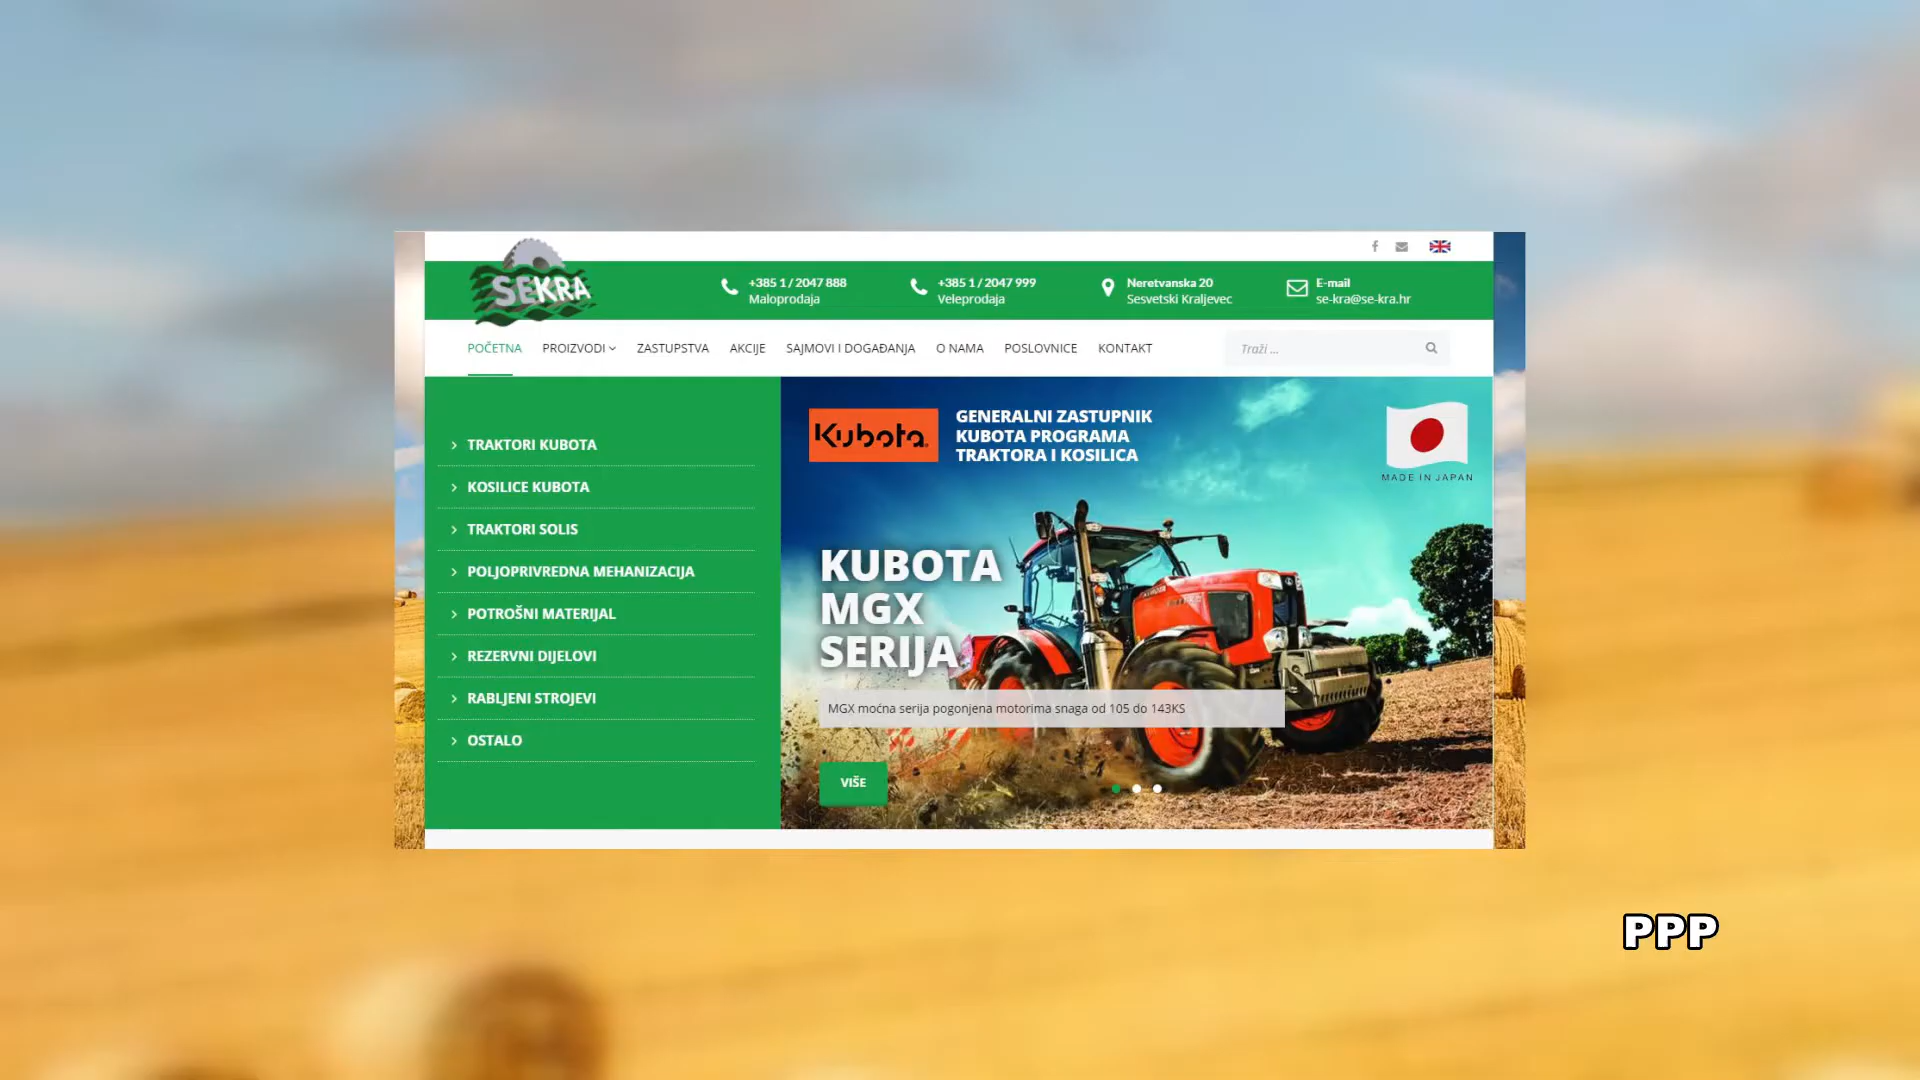 SEKRA
+385 1 / 2047 888
Maloprodaja
+385 1 / 2047 999
Veleprodaja
Neretvanska 20
Sesvetski Kraljevec
E-mail
se-kra@se-kra.hr
POČETNA PROIZVODI ZASTUPSTVA AKCIJE SAJMOVI I DOGAĐANJA O NAMA POSLOVNICE KONTAKT
Traži ...
TRAKTORI KUBOTA
KOSILICE KUBOTA
TRAKTORI SOLIS
POLJOPRIVREDNA MEHANIZACIJA
POTROŠNI MATERIJAL
REZERVNI DIJELOVI
RABLJENI STROJEVI
OSTALO
Kubota
GENERALNI ZASTUPNIK
KUBOTA PROGRAMA
TRAKTORA I KOSILICA
MADE IN JAPAN
KUBOTA
MGX
SERIJA
MGX moćna serija pogonjena motorima snaga od 105 do 143KS
VIŠE
PPP